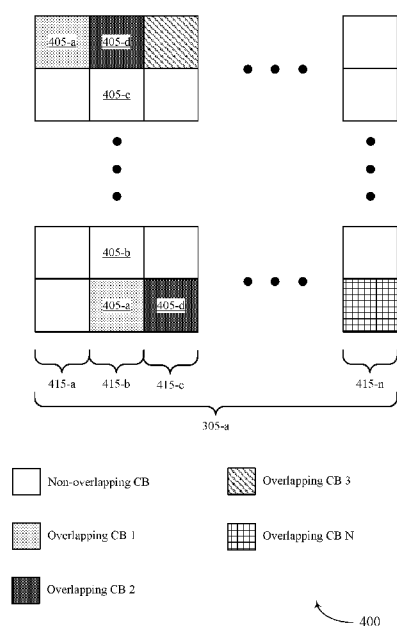 405-a 405-d
405-c
405-b
405-a 405-d
415-a 415-b 415-c 415-n
305-a
Non-overlapping CB
Overlapping CB 3
Overlapping CB 1
Overlapping CB N
Overlapping CB 2
400